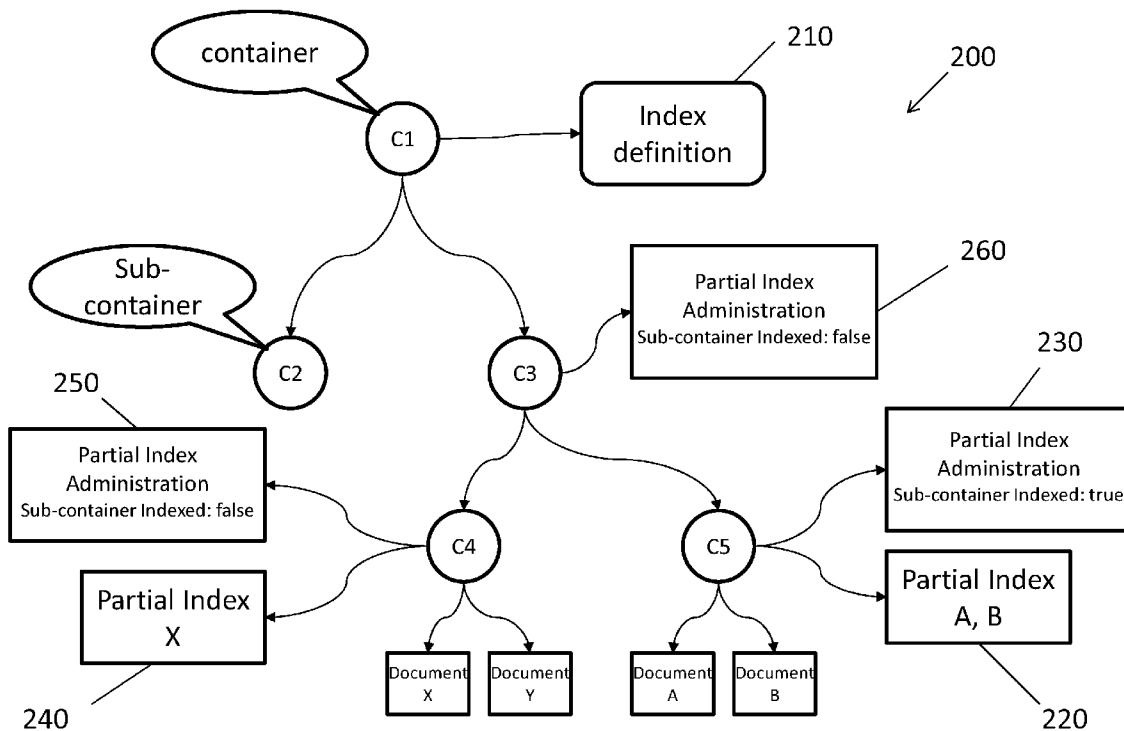 container
210
200
C1
Index
definition
Sub-
container
260
Partial Index
Administration
Sub-container Indexed: false
C2
C3
250
230
Partial Index
Administration
Sub-container Indexed: false
Partial Index
Administration
Sub-container Indexed: true
C4
C5
Partial Index
X
Partial Index
A, B
Document
X
Document
Y
Document
A
Document
B
240
220